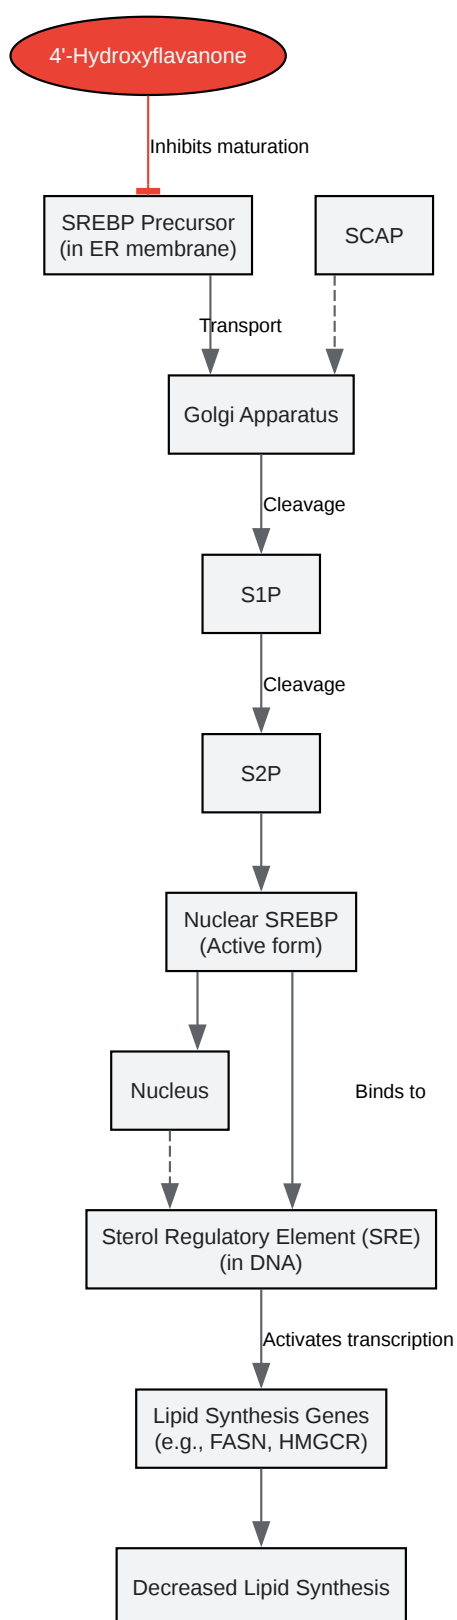 4'-Hydroxyflavanone
Inhibits maturation
SREBP Precursor
(in ER membrane)
SCAP
Transport
Golgi Apparatus
Cleavage
S1P
Cleavage
S2P
Nuclear SREBP
(Active form)
Nucleus
Binds to
Sterol Regulatory Element (SRE)
(in DNA)
Activates transcription
Lipid Synthesis Genes
(e.g., FASN, HMGCR)
Decreased Lipid Synthesis